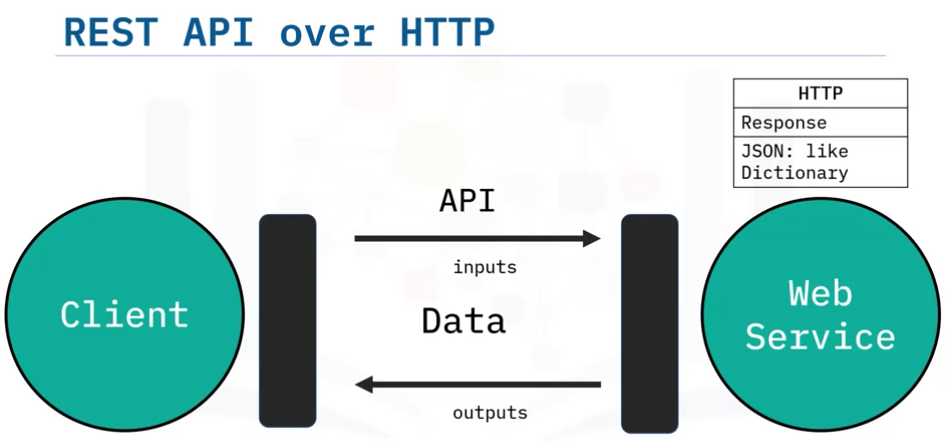 REST API over HTTP
HTTP
Response
JSON: like
Dictionary
API
inputs
Client
Data
Web
Service
outputs